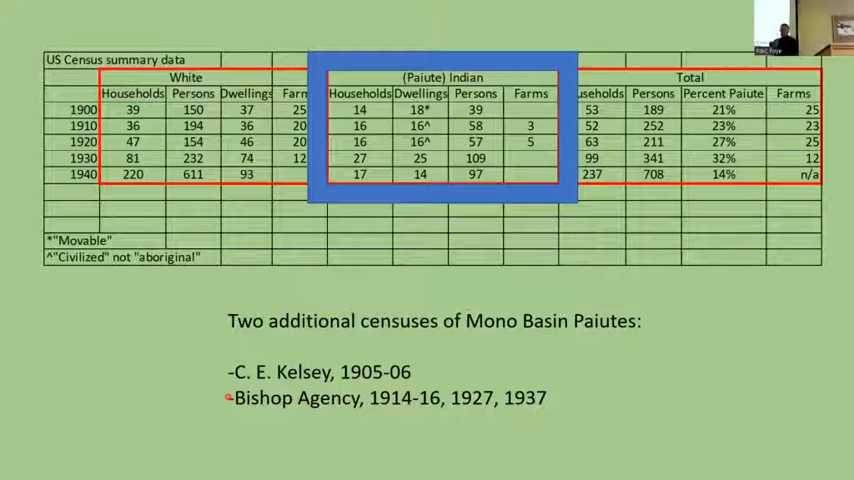 US Census summary data
White (Paiute) Indian Total
Households Persons Dwellings Farm Households Dwellings Persons Farms useholds Persons Percent Paiute Farms
1900 39 150 37 25 14 18* 39 53 189 21% 25
1910 36 194 36 20 16 16^ 58 3 52 252 23% 23
1920 47 154 46 20 16 16^ 57 5 63 211 27% 25
1930 81 232 74 12 27 25 109 99 341 32% 12
1940 220 611 93 17 14 97 237 708 14% n/a
*"Movable"
^"Civilized" not "aboriginal"
Two additional censuses of Mono Basin Paiutes:
-C. E. Kelsey, 1905-06
-Bishop Agency, 1914-16, 1927, 1937